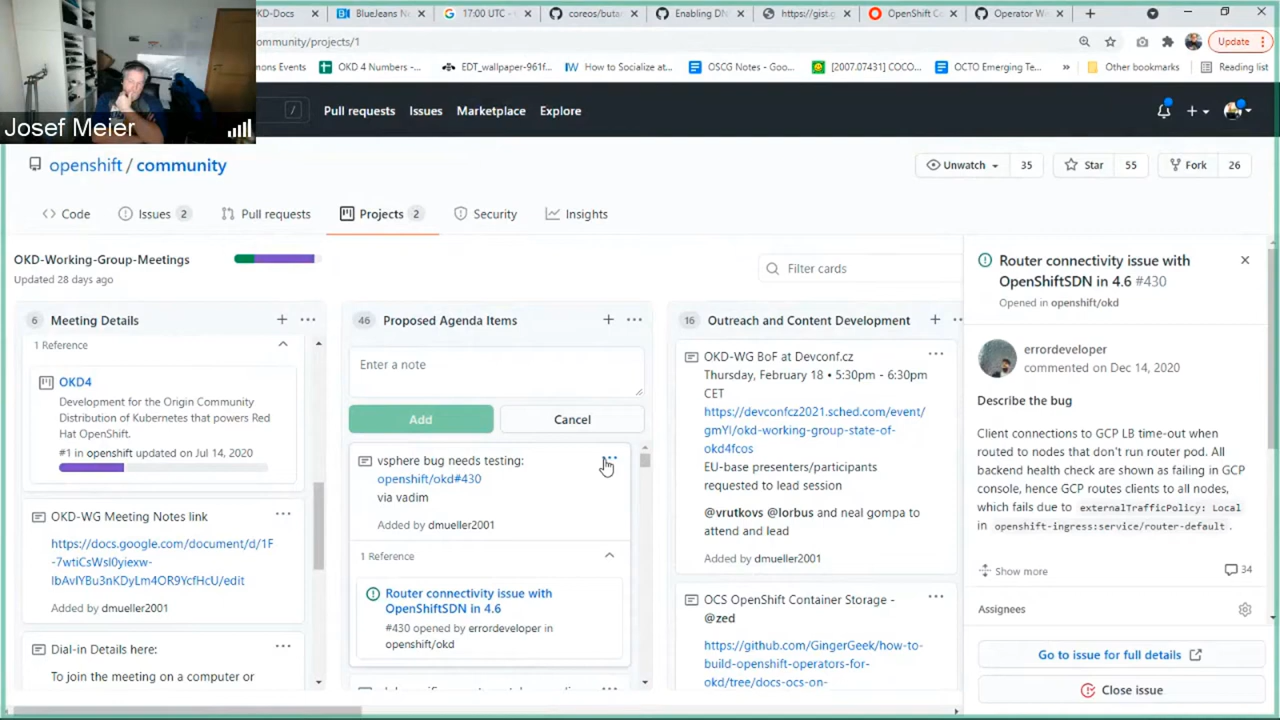 Josef Meier
OKD-Docs
BlueJeans Ne
17:00 UTC -
coreos/buta
Enabling DN
https://gist.g
OpenShift Co
Operator W
ommunity/projects/1
Update
mons Events
OKD 4 Numbers -...
EDT_wallpaper-961f...
How to Socialize at...
OSCG Notes - Goo...
[2007.07431] COCO...
OCTO Emerging Te...
»
Other bookmarks
Reading list
/
Pull requests
Issues
Marketplace
Explore
openshift / community
Unwatch
35
Star
55
Fork
26
Code
Issues 2
Pull requests
Projects 2
Security
Insights
OKD-Working-Group-Meetings
Updated 28 days ago
Filter cards
6 Meeting Details
1 Reference
OKD4
Development for the Origin Community
Distribution of Kubernetes that powers Red
Hat OpenShift.
#1 in openshift updated on Jul 14, 2020
OKD-WG Meeting Notes link
https://docs.google.com/document/d/1F
Added by dmueller2001
Dial-in Details here:
To join the meeting on a computer or
46 Proposed Agenda Items
Enter a note
Add
Cancel
vsphere bug needs testing:
openshift/okd#430
via vadim
Added by dmueller2001
1 Reference
Router connectivity issue with
OpenShiftSDN in 4.6
#430 opened by errordeveloper in
openshift/okd
16 Outreach and Content Development
OKD-WG BoF at Devconf.cz
Thursday, February 18 • 5:30pm - 6:30pm
CET
https://devconfcz2021.sched.com/event/
gmYI/okd-working-group-state-of-
okd4fcos
EU-base presenters/participants
requested to lead session
@vrutkovs @lorbus and neal gompa to
attend and lead
Added by dmueller2001
OCS OpenShift Container Storage -
@zed
https://github.com/GingerGeek/how-to-
build-openshift-operators-for-
okd/tree/docs-ocs-on-
Router connectivity issue with
OpenShiftSDN in 4.6 #430
Opened in openshift/okd
errordeveloper
commented on Dec 14, 2020
Describe the bug
Client connections to GCP LB time-out when
routed to nodes that don't run router pod. All
backend health check are shown as failing in GCP
console, hence GCP routes clients to all nodes,
which fails due to externalTrafficPolicy: Local
in openshift-ingress:service/router-default.
Show more
34
Assignees
Go to issue for full details
Close issue